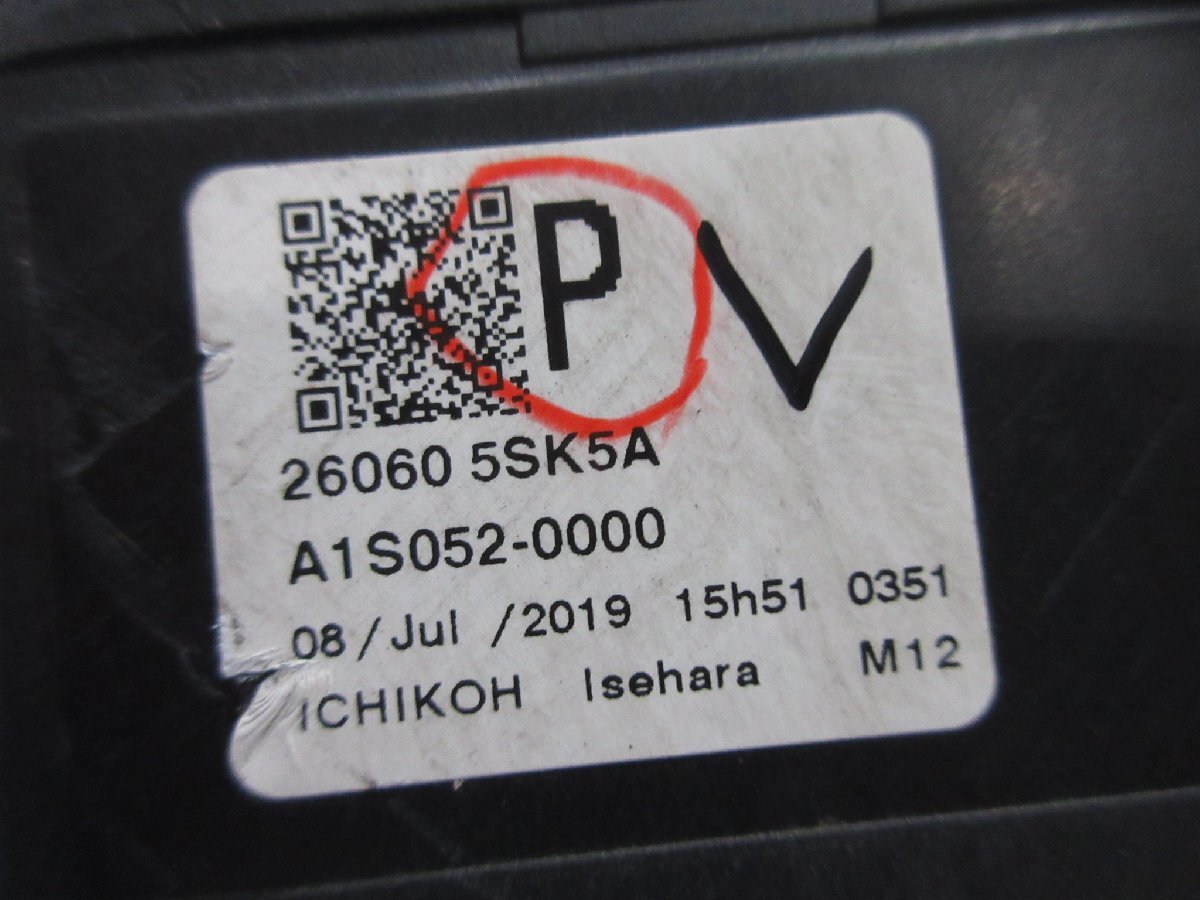 P V
26060 5SK5A
A1S052-0000
08/Jul /2019 15h51 0351
ICHIKOH Isehara M12